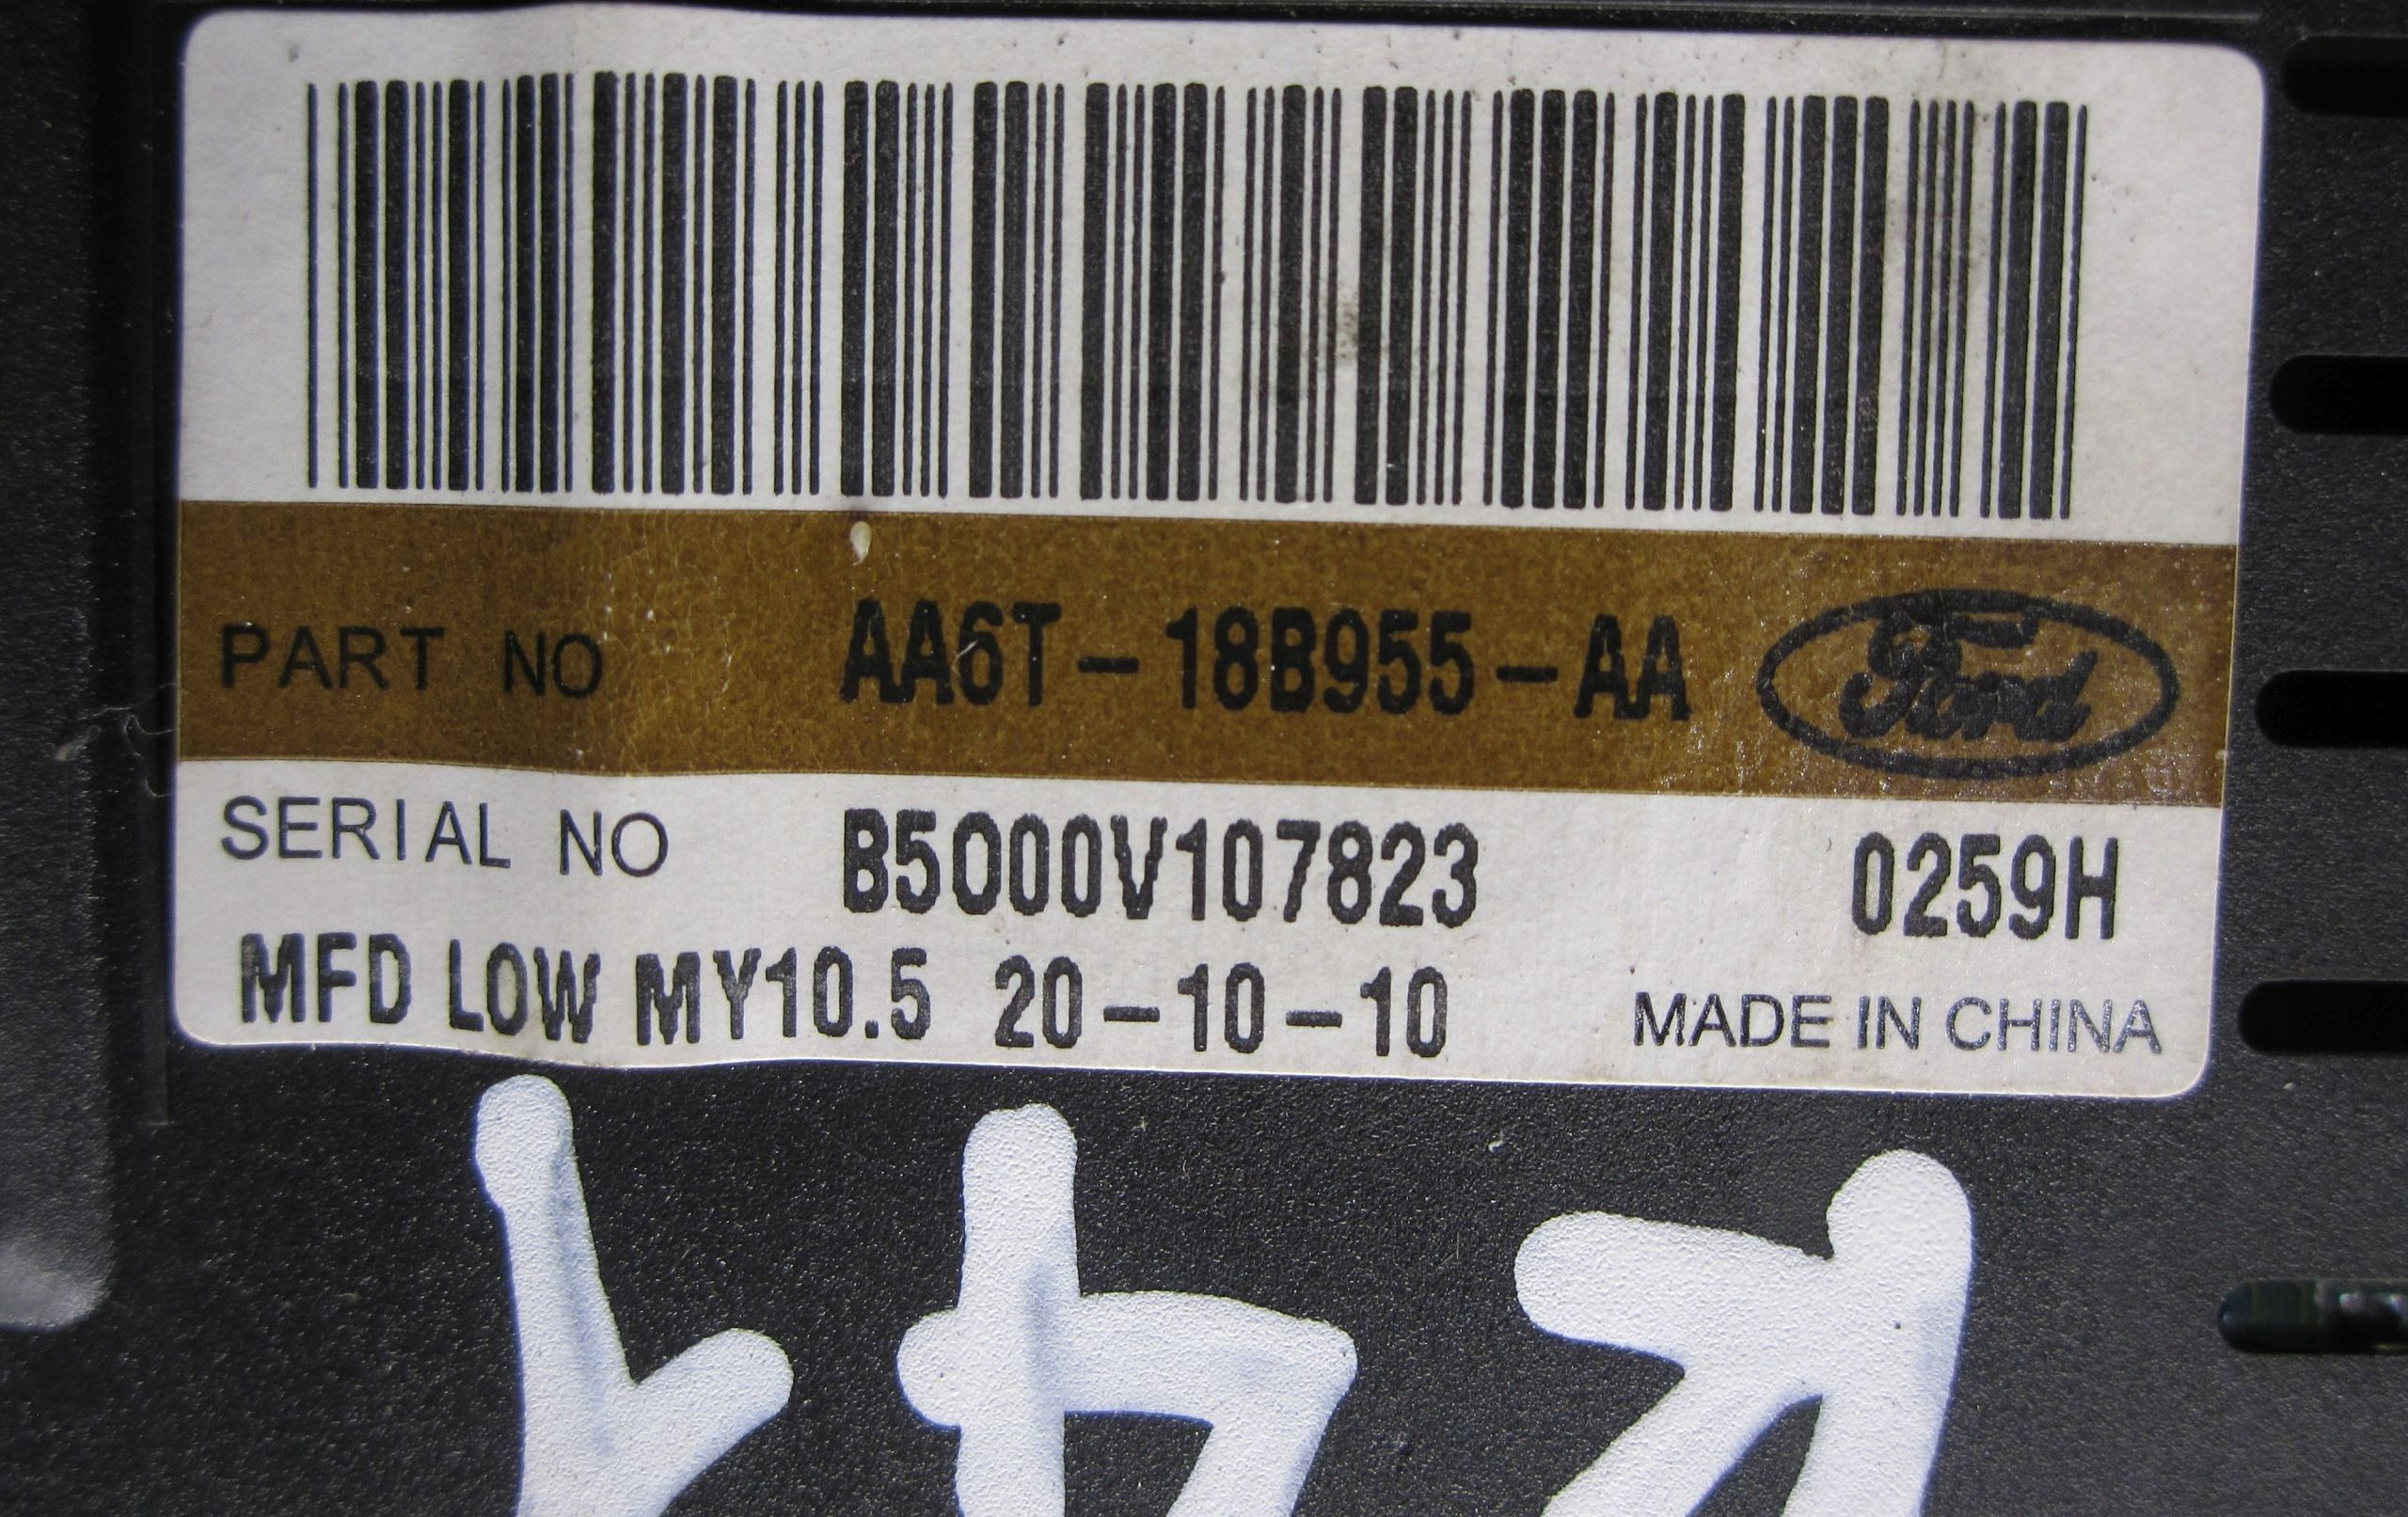 PART NO AA6T-18B955-AA Ford
SERIAL NO B5000V107823 0259H
MFD LOW MY10.5 20-10-10 MADE IN CHINA